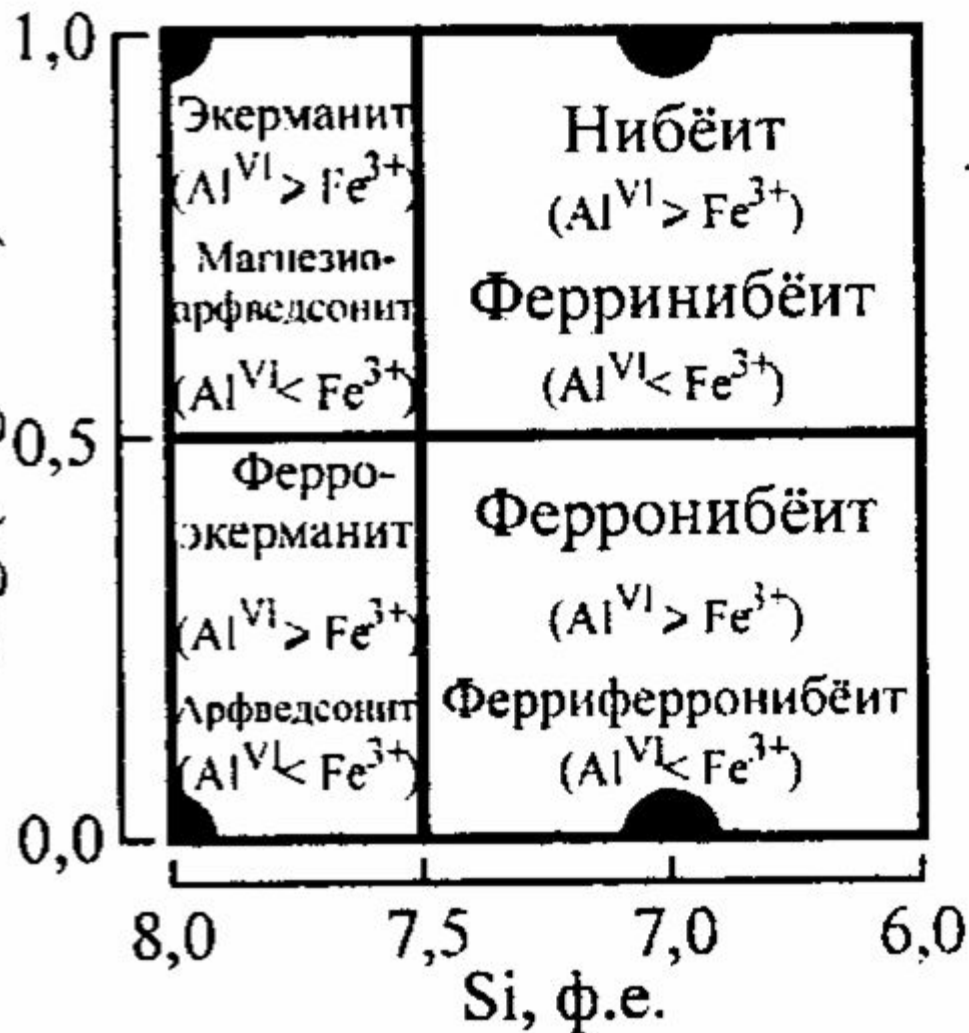 1,0
Экерманит
(Al^VI > Fe^3+)
Магнезио-
арфведсонит
(Al^VI < Fe^3+)
Нибёит
(Al^VI > Fe^3+)
Ферринибёит
(Al^VI < Fe^3+)
0,5
Ферро-
экерманит
(Al^VI > Fe^3+)
Арфведсонит
(Al^VI < Fe^3+)
Ферронибёит
(Al^VI > Fe^3+)
Ферриферронибёит
(Al^VI < Fe^3+)
0,0
8,0 7,5 7,0 6,0
Si, ф.е.